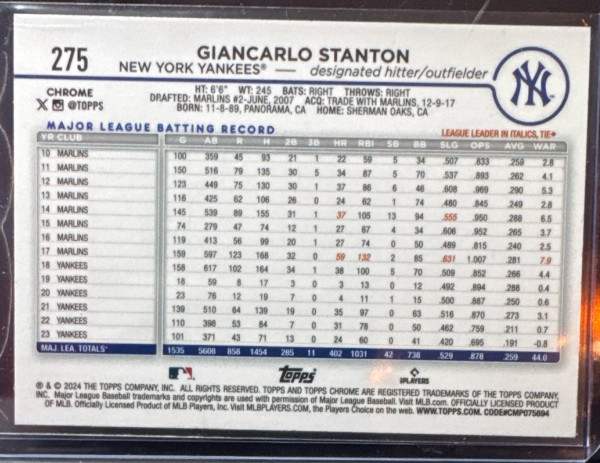 275
GIANCARLO STANTON
NEW YORK YANKEES® — designated hitter/outfielder
NY
CHROME
X @TOPPS
HT: 6'6" WT: 245 BATS: RIGHT THROWS: RIGHT
DRAFTED: MARLINS #2-JUNE, 2007 ACQ: TRADE WITH MARLINS, 12-9-17
BORN: 11-8-89, PANORAMA, CA HOME: SHERMAN OAKS, CA
MAJOR LEAGUE BATTING RECORD LEAGUE LEADER IN ITALICS, TIE♦
YR CLUB G AB R H 2B 3B HR RBI SB BB SLG OPS AVG WAR
10 MARLINS 100 359 45 93 21 1 22 59 5 34 .507 .833 .259 2.8
11 MARLINS 150 516 79 135 30 5 34 87 5 70 .537 .893 .262 4.1
12 MARLINS 123 449 75 130 30 1 37 86 6 46 .608 .969 .290 5.3
13 MARLINS 116 425 62 106 26 0 24 62 1 74 .480 .845 .249 2.8
14 MARLINS 145 539 89 155 31 1 37 105 13 94 .555 .950 .288 6.5
15 MARLINS 74 279 47 74 12 1 27 67 4 34 .606 .952 .265 3.7
16 MARLINS 119 413 56 99 20 1 27 74 0 50 .489 .815 .240 2.5
17 MARLINS 159 597 123 168 32 0 59 132 2 85 .631 1.007 .281 7.9
18 YANKEES 158 617 102 164 34 1 38 100 5 70 .509 .852 .266 4.4
19 YANKEES 18 59 8 17 3 0 3 13 0 12 .492 .894 .288 0.4
20 YANKEES 23 76 12 19 7 0 4 11 1 15 .500 .887 .250 0.6
21 YANKEES 139 510 64 139 19 0 35 97 0 63 .516 .870 .273 3.1
22 YANKEES 110 398 53 84 7 0 31 78 0 50 .462 .759 .211 0.7
23 YANKEES 101 371 43 71 13 0 24 60 0 41 .420 .695 .191 -0.8
MAJ. LEA. TOTALS 1535 5608 858 1454 285 11 402 1031 42 738 .529 .878 .259 44.0
Topps
PLAYERS
® & © 2024 THE TOPPS COMPANY, INC. ALL RIGHTS RESERVED. TOPPS AND TOPPS CHROME ARE REGISTERED TRADEMARKS OF THE TOPPS COMPANY,
INC. Major League Baseball trademarks and copyrights are used with permission of Major League Baseball. Visit MLB.com. OFFICIALLY LICENSED PRODUCT
OF MLB. Officially Licensed Product of MLB Players, Inc. Visit MLBPLAYERS.COM, the Players Choice on the web. WWW.TOPPS.COM. CODE#CMP075694